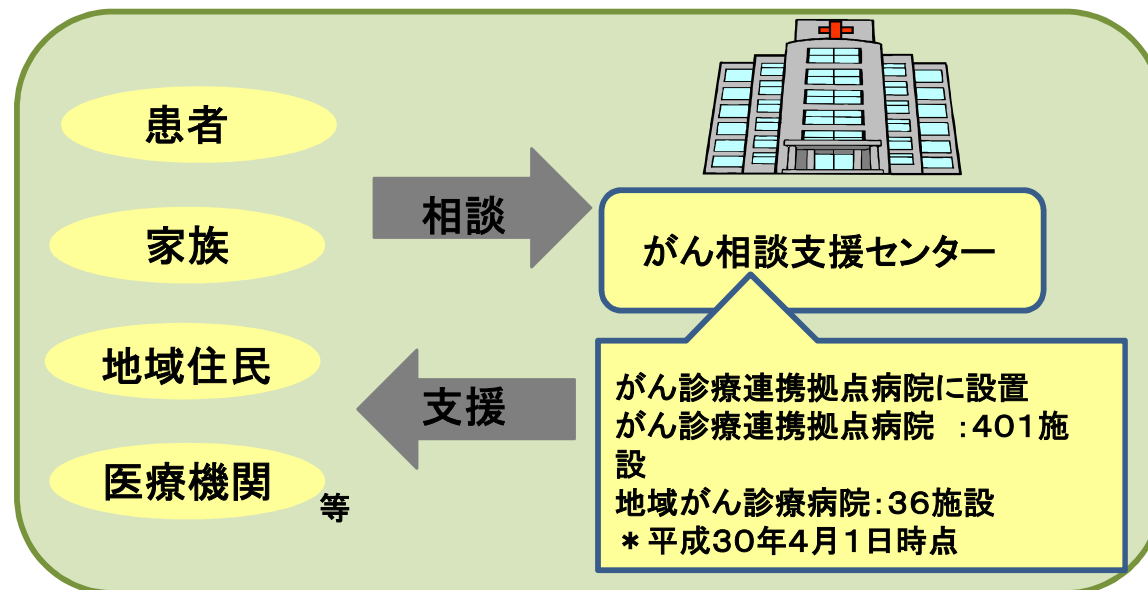 患者
家族
地域住民
医療機関
等
相談
支援
がん相談支援センター
がん診療連携拠点病院に設置
がん診療連携拠点病院　：４０１施
設
地域がん診療病院：３６施設
＊平成３０年４月１日時点